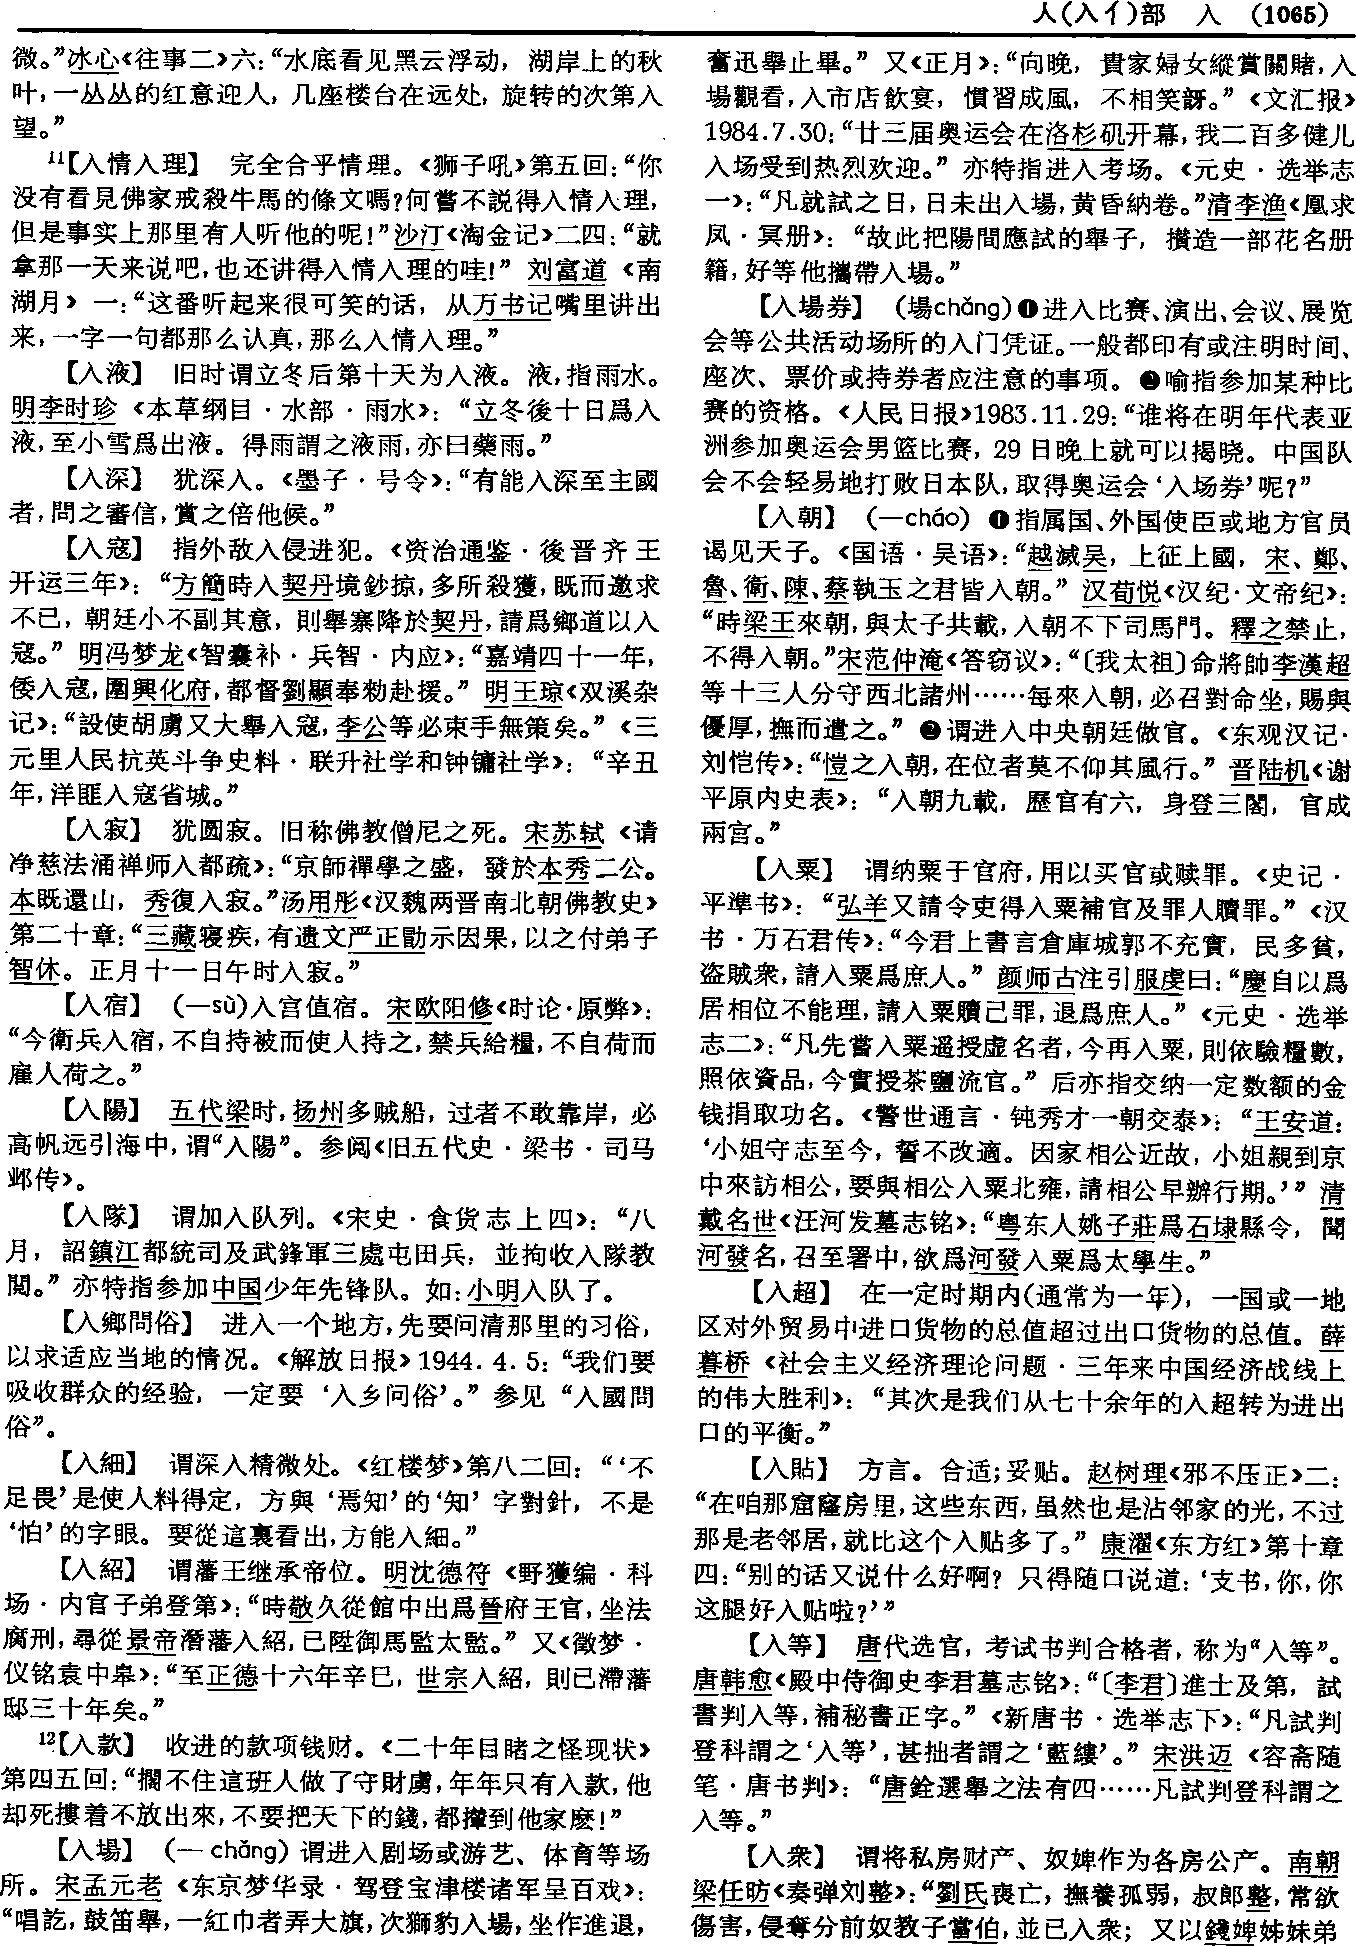 人(入亻)部　入　(1065)
微。”冰心《往事二》六：“水底看见黑云浮动，湖岸上的秋
叶，一丛丛的红意迎人，几座楼台在远处，旋转的次第入
望。”
11【入情入理】　完全合乎情理。《狮子吼》第五回：“你
没有看見佛家戒殺牛馬的條文嗎？何嘗不説得入情入理，
但是事实上那里有人听他的呢！”沙汀《淘金记》二四：“就
拿那一天来说吧，也还讲得入情入理的哇！”刘富道《南
湖月》一：“这番听起来很可笑的话，从万书记嘴里讲出
来，一字一句都那么认真，那么入情入理。”
【入液】　旧时谓立冬后第十天为入液。液，指雨水。
明李时珍《本草纲目·水部·雨水》：“立冬後十日爲入
液，至小雪爲出液。得雨謂之液雨，亦曰藥雨。”
【入深】　犹深入。《墨子·号令》：“有能入深至主國
者，問之審信，賞之倍他候。”
【入寇】　指外敌入侵进犯。《资治通鉴·後晋齐王
开运三年》：“方簡時入契丹境鈔掠，多所殺獲，既而邀求
不已，朝廷小不副其意，則舉寨降於契丹，請爲鄉道以入
寇。”明冯梦龙《智囊补·兵智·内应》：“嘉靖四十一年，
倭入寇，圍興化府，都督劉顯奉勑赴援。”明王琼《双溪杂
记》：“設使胡虜又大舉入寇，李公等必束手無策矣。”《三
元里人民抗英斗争史料·联升社学和钟镛社学》：“辛丑
年，洋匪入寇省城。”
【入寂】　犹圆寂。旧称佛教僧尼之死。宋苏轼《请
净慈法涌禅师入都疏》：“京師禪學之盛，發於本秀二公。
本既還山，秀復入寂。”汤用彤《汉魏两晋南北朝佛教史》
第二十章：“三藏寝疾，有遗文严正勖示因果，以之付弟子
智休。正月十一日午时入寂。”
【入宿】　（一sù）入宫值宿。宋欧阳修《时论·原弊》：
“今衛兵入宿，不自持被而使人持之，禁兵給糧，不自荷而
雇人荷之。”
【入陽】　五代梁时，扬州多贼船，过者不敢靠岸，必
高帆远引海中，谓“入陽”。参阅《旧五代史·梁书·司马
邺传》。
【入隊】　谓加入队列。《宋史·食货志上四》：“八
月，詔鎮江都統司及武鋒軍三處屯田兵，並拘收入隊教
閲。”亦特指参加中国少年先锋队。如：小明入队了。
【入鄉問俗】　进入一个地方，先要问清那里的习俗，
以求适应当地的情况。《解放日报》1944.4.5：“我们要
吸收群众的经验，一定要‘入乡问俗’。”参见“入國問
俗”。
【入細】　谓深入精微处。《红楼梦》第八二回：“‘不
足畏’是使人料得定，方與‘焉知’的‘知’字對針，不是
‘怕’的字眼。要從這裏看出，方能入細。”
【入紹】　谓藩王继承帝位。明沈德符《野獲编·科
场·内官子弟登第》：“時敬久從館中出爲晉府王官，坐法
腐刑，尋從景帝潛藩入紹，已陞御馬監太監。”又《徵梦·
仪铭袁中皋》：“至正德十六年辛巳，世宗入紹，則已滯藩
邸三十年矣。”
12【入款】　收进的款项钱财。《二十年目睹之怪现状》
第四五回：“擱不住這班人做了守財虜，年年只有入款，他
却死摟着不放出來，不要把天下的錢，都攆到他家麽！”
【入場】　（一chǎng）谓进入剧场或游艺、体育等场
所。宋孟元老《东京梦华录·驾登宝津楼诸军呈百戏》：
“唱訖，鼓笛舉，一紅巾者弄大旗，次獅豹入場，坐作進退，
奮迅舉止畢。”又《正月》：“向晚，貴家婦女縱賞關賭，入
場觀看，入市店飲宴，慣習成風，不相笑訝。”《文汇报》
1984.7.30：“廿三届奥运会在洛杉矶开幕，我二百多健儿
入场受到热烈欢迎。”亦特指进入考场。《元史·选举志
一》：“凡就試之日，日未出入場，黄昏納卷。”清李渔《凰求
凤·冥册》：“故此把陽間應試的舉子，攢造一部花名册
籍，好等他攜帶入場。”
【入場券】　（場chǎng）❶进入比赛、演出、会议、展览
会等公共活动场所的入门凭证。一般都印有或注明时间、
座次、票价或持券者应注意的事项。❷喻指参加某种比
赛的资格。《人民日报》1983.11.29：“谁将在明年代表亚
洲参加奥运会男篮比赛，29日晚上就可以揭晓。中国队
会不会轻易地打败日本队，取得奥运会‘入场券’呢？”
【入朝】　（一cháo）❶指属国、外国使臣或地方官员
谒见天子。《国语·吴语》：“越滅吴，上征上國，宋、鄭、
魯、衛、陳、蔡執玉之君皆入朝。”汉荀悦《汉纪·文帝纪》：
“時梁王來朝，與太子共載，入朝不下司馬門。釋之禁止，
不得入朝。”宋范仲淹《答窃议》：“〔我太祖〕命將帥李漢超
等十三人分守西北諸州……每來入朝，必召對命坐，賜與
優厚，撫而遣之。”❷谓进入中央朝廷做官。《东观汉记·
刘恺传》：“愷之入朝，在位者莫不仰其風行。”晋陆机《谢
平原内史表》：“入朝九載，歷官有六，身登三閣，官成
兩宫。”
【入粟】　谓纳粟于官府，用以买官或赎罪。《史记·
平準书》：“弘羊又請令吏得入粟補官及罪人贖罪。”《汉
书·万石君传》：“今君上書言倉庫城郭不充實，民多貧，
盗賊衆，請入粟爲庶人。”颜师古注引服虔曰：“慶自以爲
居相位不能理，請入粟贖己罪，退爲庶人。”《元史·选举
志二》：“凡先嘗入粟遥授虚名者，今再入粟，則依驗糧數，
照依資品，今實授茶鹽流官。”后亦指交纳一定数额的金
钱捐取功名。《警世通言·钝秀才一朝交泰》：“王安道：
‘小姐守志至今，誓不改適。因家相公近故，小姐親到京
中來訪相公，要與相公入粟北雍，請相公早辦行期。’”清
戴名世《汪河发墓志铭》：“粤东人姚子莊爲石埭縣令，聞
河發名，召至署中，欲爲河發入粟爲太學生。”
【入超】　在一定时期内（通常为一年），一国或一地
区对外贸易中进口货物的总值超过出口货物的总值。薛
暮桥《社会主义经济理论问题·三年来中国经济战线上
的伟大胜利》：“其次是我们从七十余年的入超转为进出
口的平衡。”
【入貼】　方言。合适；妥贴。赵树理《邪不压正》二：
“在咱那窟窿房里，这些东西，虽然也是沾邻家的光，不过
那是老邻居，就比这个入贴多了。”康濯《东方红》第十章
四：“别的话又说什么好啊？只得随口说道：‘支书，你，你
这腿好入贴啦？’”
【入等】　唐代选官，考试书判合格者，称为“入等”。
唐韩愈《殿中侍御史李君墓志铭》：“〔李君〕進士及第，試
書判入等，補秘書正字。”《新唐书·选举志下》：“凡試判
登科謂之‘入等’，甚拙者謂之‘藍縷’。”宋洪迈《容斋随
笔·唐书判》：“唐銓選舉之法有四……凡試判登科謂之
入等。”
【入衆】　谓将私房财产、奴婢作为各房公产。南朝
梁任昉《奏弹刘整》：“劉氏喪亡，撫養孤弱，叔郎整，常欲
傷害，侵奪分前奴教子當伯，並已入衆；又以錢婢姊妹弟